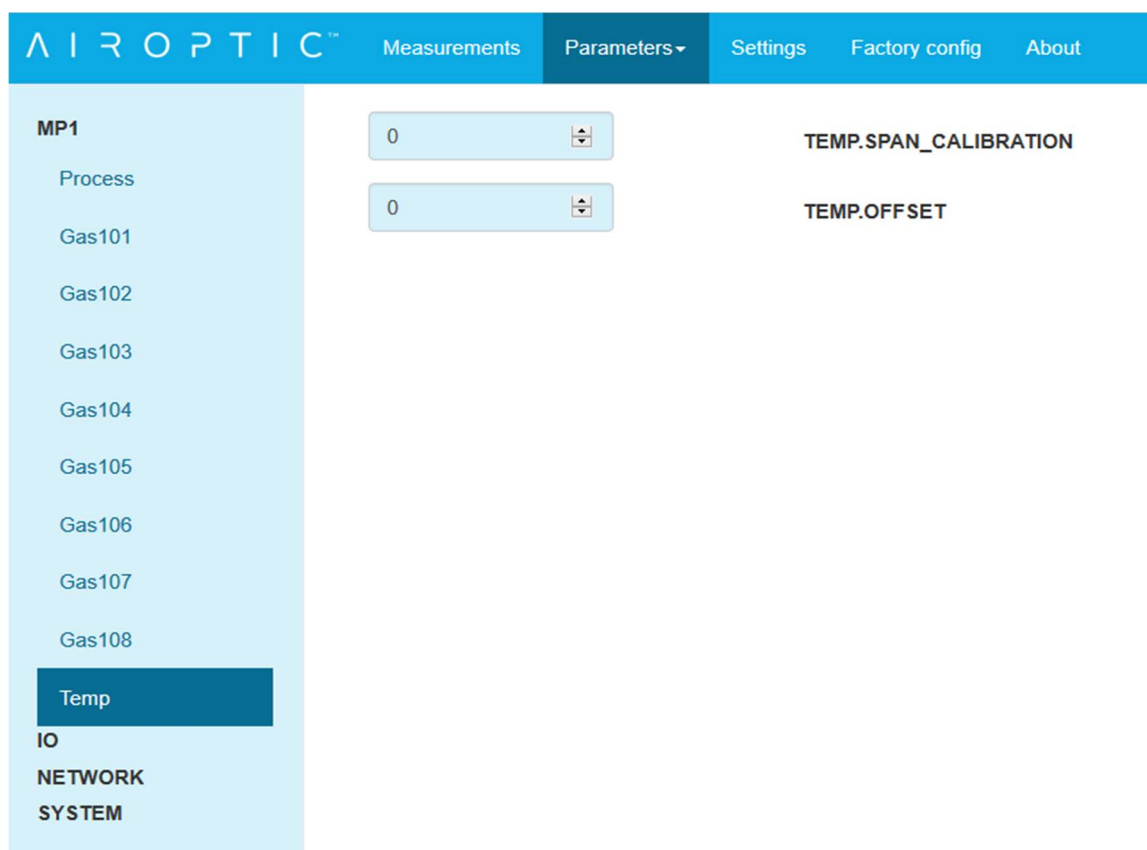 AIROPTIC™ Measurements Parameters Settings Factory config About
MP1
Process
Gas101
Gas102
Gas103
Gas104
Gas105
Gas106
Gas107
Gas108
Temp
IO
NETWORK
SYSTEM
0 TEMP.SPAN_CALIBRATION
0 TEMP.OFFSET